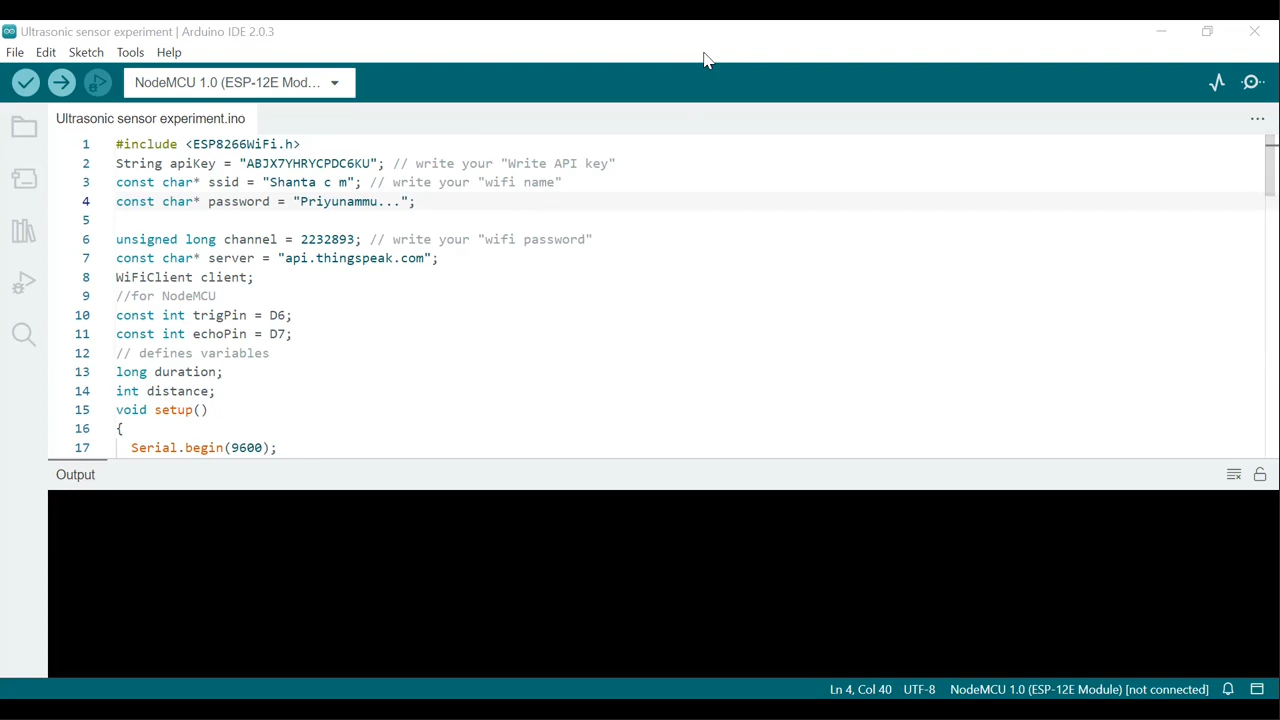 Ultrasonic sensor experiment | Arduino IDE 2.0.3
File Edit Sketch Tools Help
NodeMCU 1.0 (ESP-12E Mod...
Ultrasonic sensor experiment.ino
1 #include <ESP8266WiFi.h>
2 String apiKey = "ABJX7YHRYCPDC6KU"; // write your "Write API key"
3 const char* ssid = "Shanta c m"; // write your "wifi name"
4 const char* password = "Priyunammu...";
5
6 unsigned long channel = 2232893; // write your "wifi password"
7 const char* server = "api.thingspeak.com";
8 WiFiClient client;
9 //for NodeMCU
10 const int trigPin = D6;
11 const int echoPin = D7;
12 // defines variables
13 long duration;
14 int distance;
15 void setup()
16 {
17 Serial.begin(9600);
Output
Ln 4, Col 40 UTF-8 NodeMCU 1.0 (ESP-12E Module) [not connected]